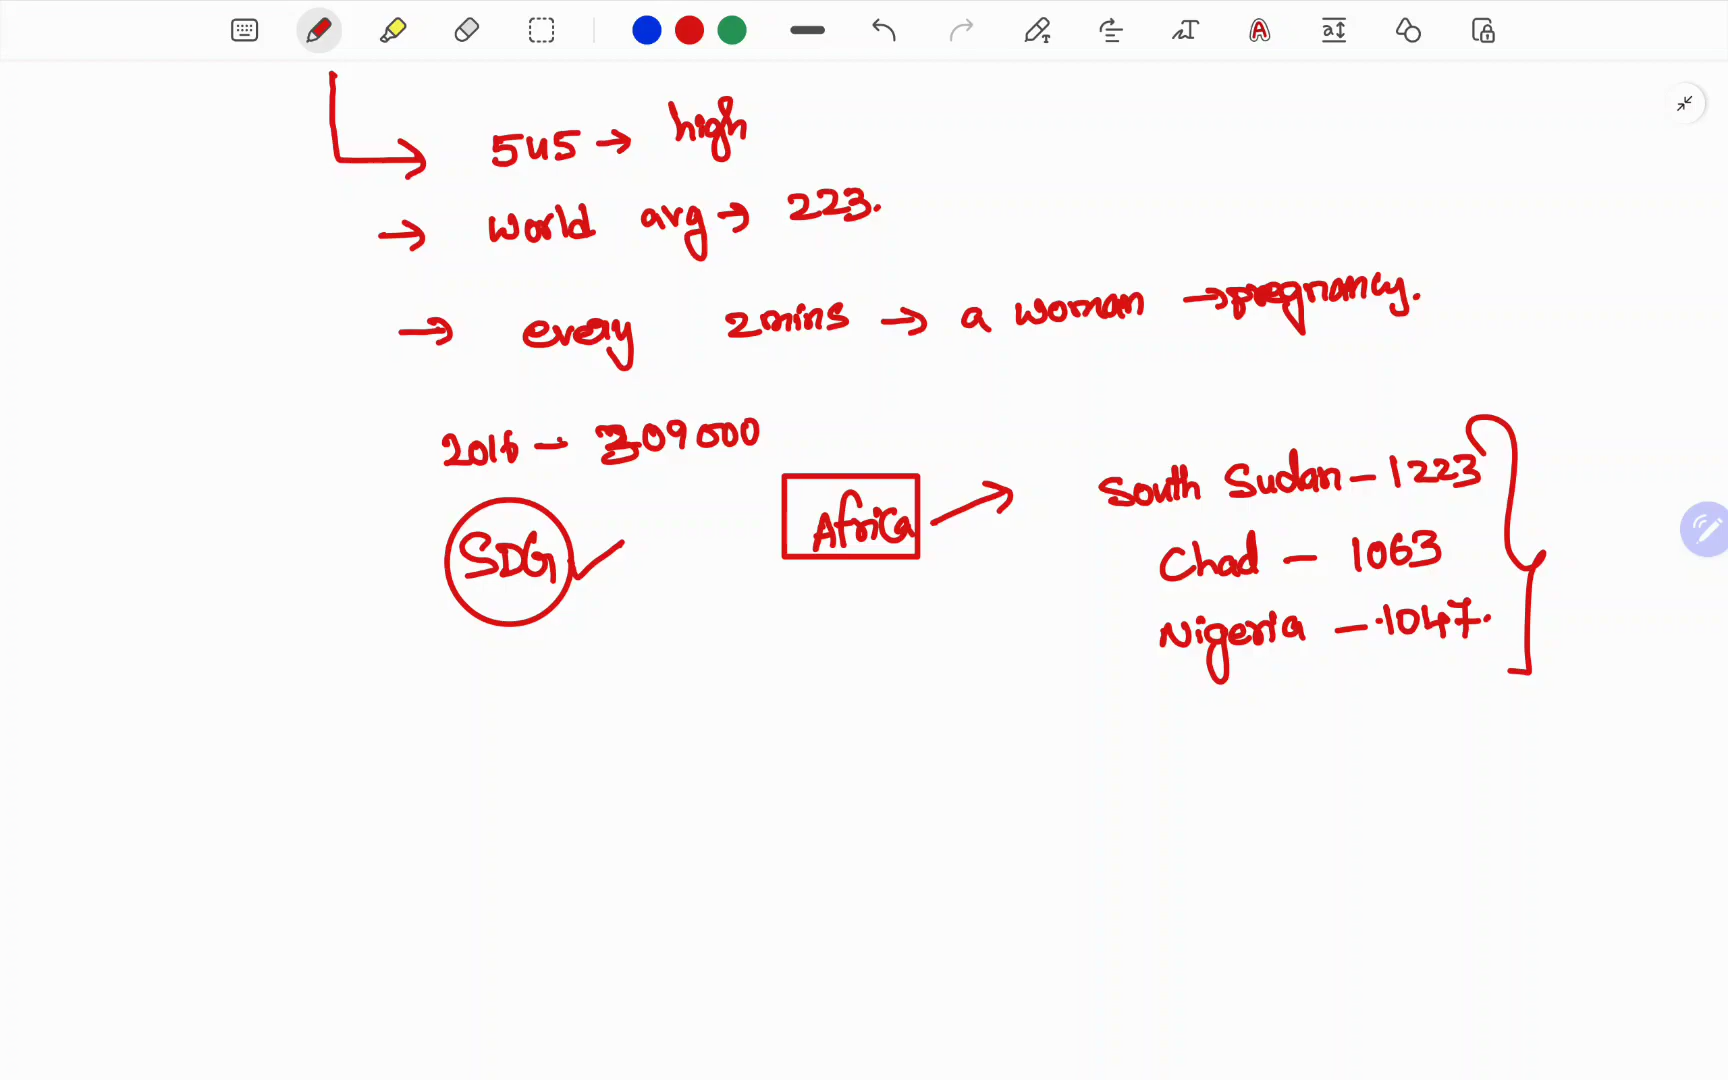 545 → high
→ World avg → 223.
→ every 2mins → a woman → pregnancy.
2016 - 309000
South Sudan - 1223
Africa →
SDG ✓
Chad - 1063
Nigeria - 1047.